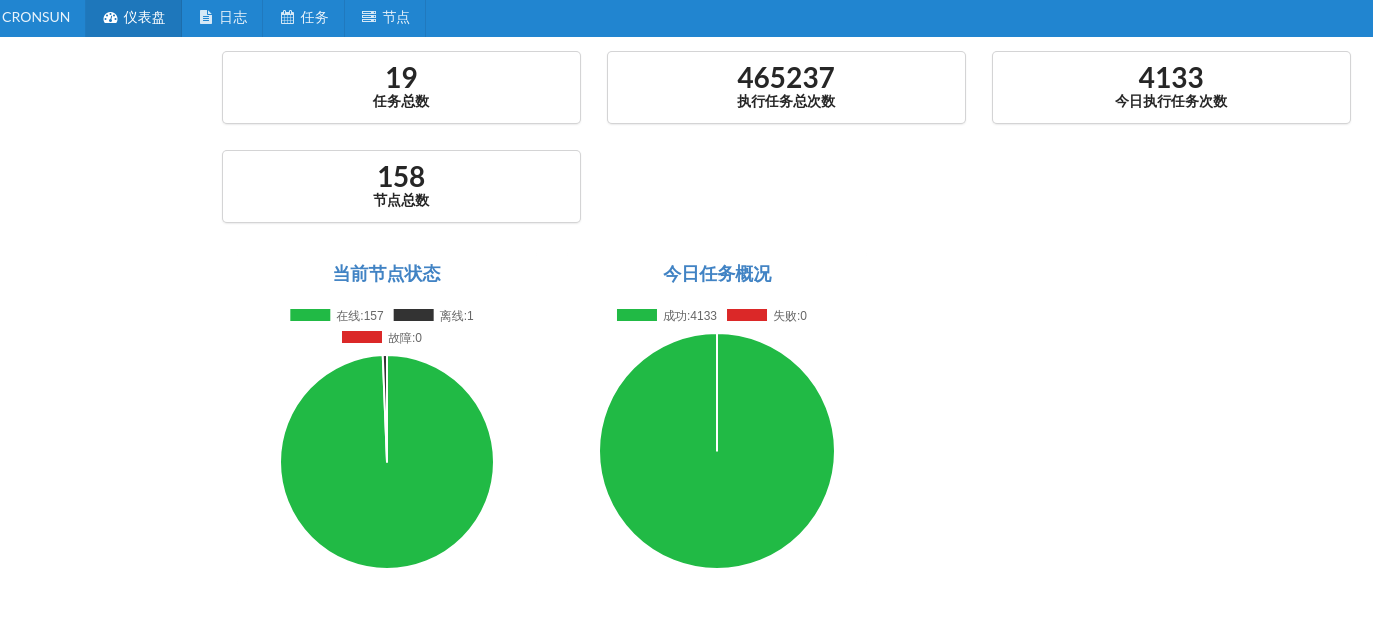 CRONSUN 仪表盘 日志 任务 节点
19
任务总数
465237
执行任务总次数
4133
今日执行任务次数
158
节点总数
当前节点状态
在线:157 离线:1
故障:0
今日任务概况
成功:4133 失败:0